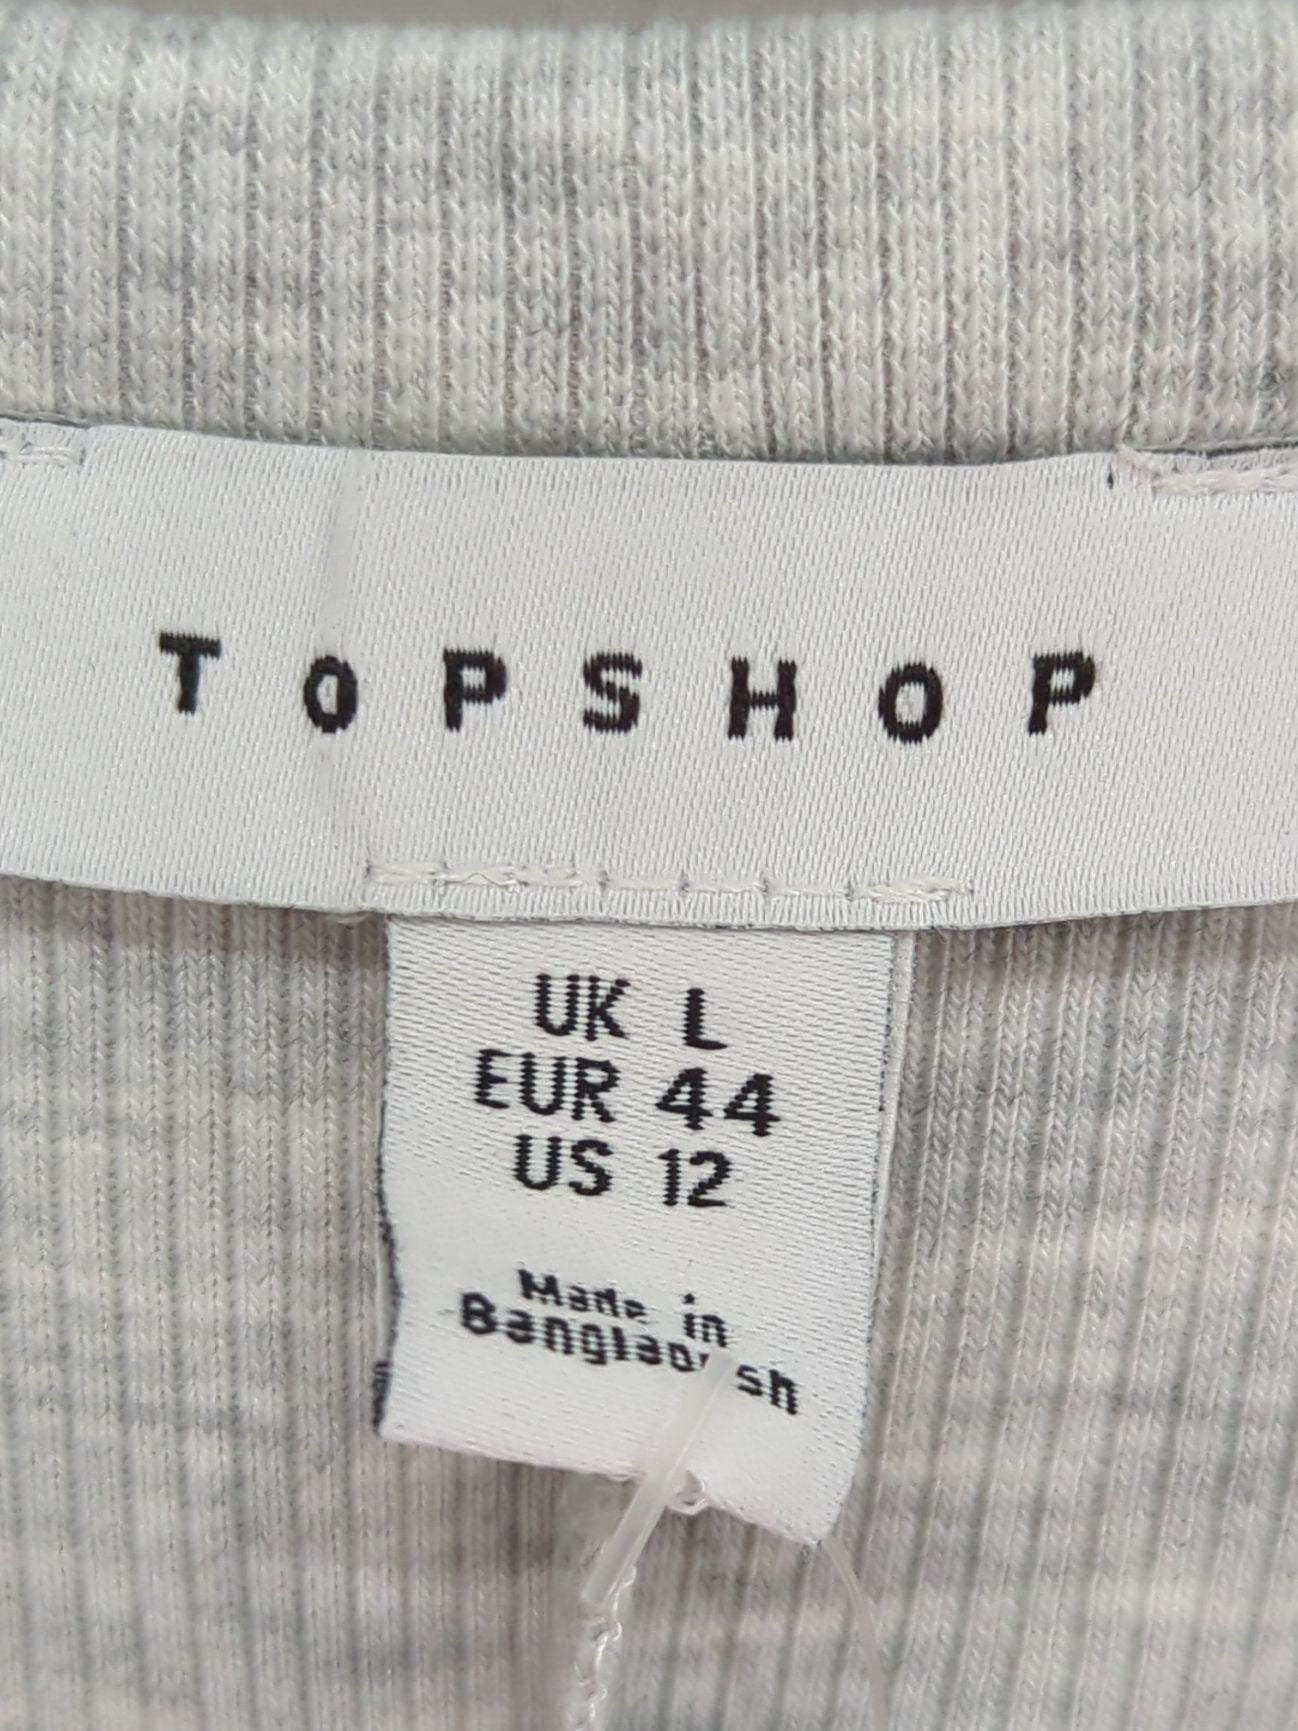 TOPSHOP
UK L
EUR 44
US 12
Made in
Bangladesh